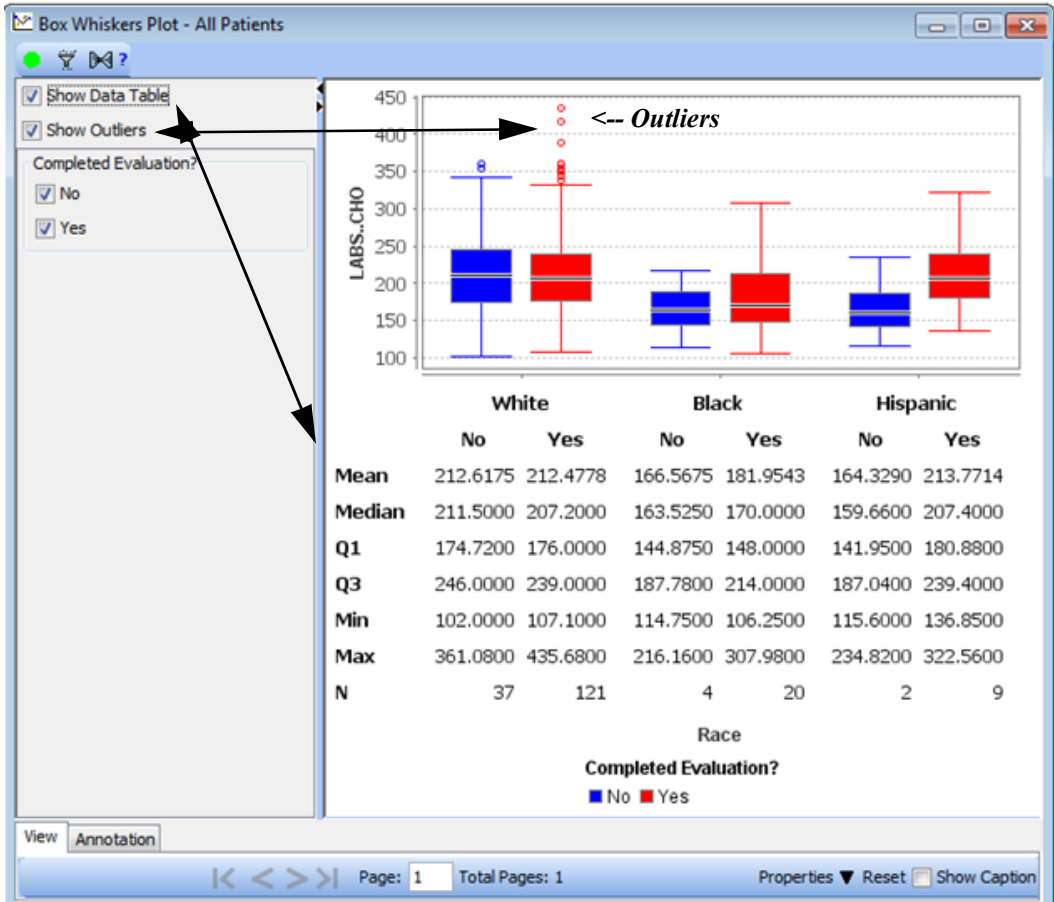 Box Whiskers Plot - All Patients
?
Show Data Table
Show Outliers
Completed Evaluation?
No
Yes
<-- Outliers
LABS..CHO
450
400
350
300
250
200
150
100
White Black Hispanic
No Yes No Yes No Yes
Mean 212.6175 212.4778 166.5675 181.9543 164.3290 213.7714
Median 211.5000 207.2000 163.5250 170.0000 159.6600 207.4000
Q1 174.7200 176.0000 144.8750 148.0000 141.9500 180.8800
Q3 246.0000 239.0000 187.7800 214.0000 187.0400 239.4000
Min 102.0000 107.1000 114.7500 106.2500 115.6000 136.8500
Max 361.0800 435.6800 216.1600 307.9800 234.8200 322.5600
N 37 121 4 20 2 9
Race
Completed Evaluation?
No Yes
View Annotation
Page: 1 Total Pages: 1 Properties ▼ Reset Show Caption